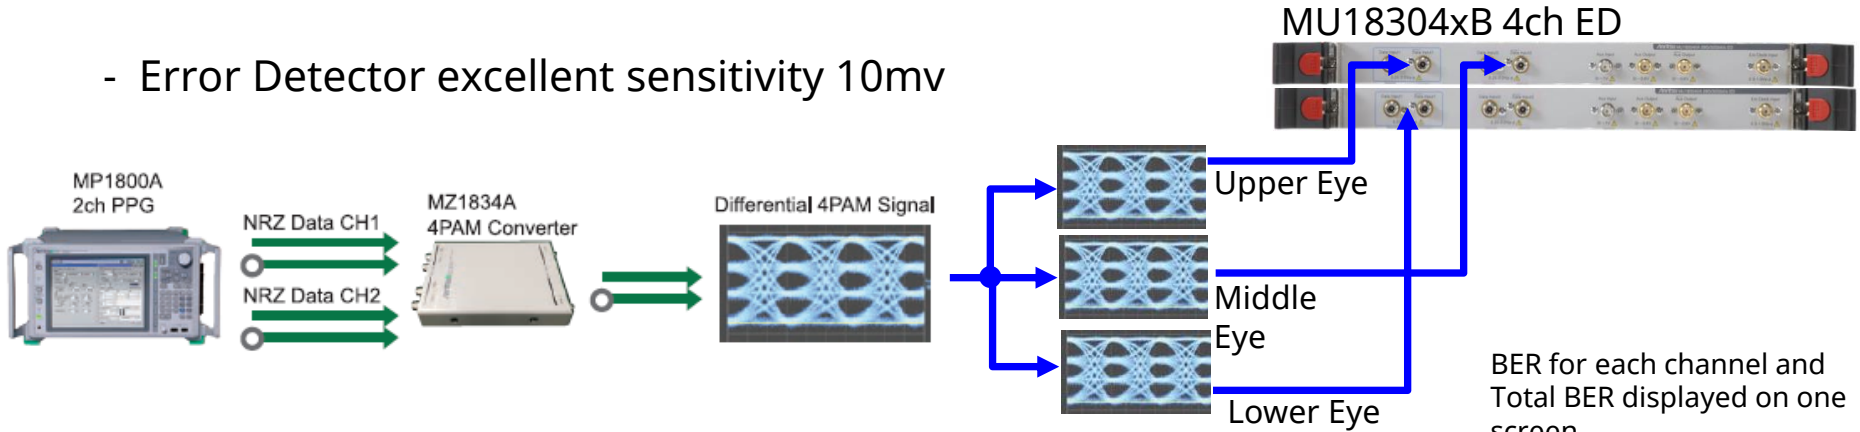 MU18304xB 4ch ED
- Error Detector excellent sensitivity 10mv
MP1800A
2ch PPG
NRZ Data CH1
NRZ Data CH2
MZ1834A
4PAM Converter
Differential 4PAM Signal
Upper Eye
Middle
Eye
Lower Eye
BER for each channel and
Total BER displayed on one
screen